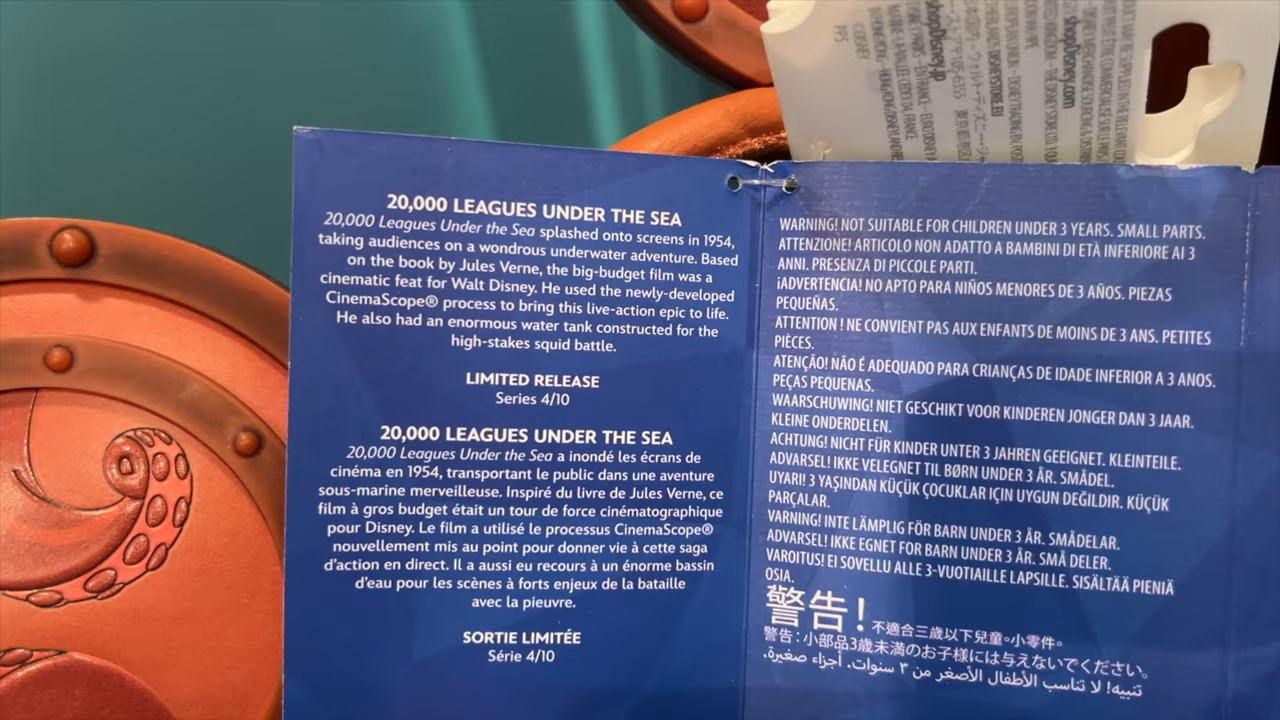 20,000 LEAGUES UNDER THE SEA
20,000 Leagues Under the Sea splashed onto screens in 1954,
taking audiences on a wondrous underwater adventure. Based
on the book by Jules Verne, the big-budget film was a
cinematic feat for Walt Disney. He used the newly-developed
CinemaScope® process to bring this live-action epic to life.
He also had an enormous water tank constructed for the
high-stakes squid battle.
LIMITED RELEASE
Series 4/10
20,000 LEAGUES UNDER THE SEA
20,000 Leagues Under the Sea a inondé les écrans de
cinéma en 1954, transportant le public dans une aventure
sous-marine merveilleuse. Inspiré du livre de Jules Verne, ce
film à gros budget était un tour de force cinématographique
pour Disney. Le film a utilisé le processus CinemaScope®
nouvellement mis au point pour donner vie à cette saga
d'action en direct. Il a aussi eu recours à un énorme bassin
d'eau pour les scènes à forts enjeux de la bataille
avec la pieuvre.
SORTIE LIMITÉE
Série 4/10
WARNING! NOT SUITABLE FOR CHILDREN UNDER 3 YEARS. SMALL PARTS.
ATTENZIONE! ARTICOLO NON ADATTO A BAMBINI DI ETÀ INFERIORE AI 3
ANNI. PRESENZA DI PICCOLE PARTI.
¡ADVERTENCIA! NO APTO PARA NIÑOS MENORES DE 3 AÑOS. PIEZAS
PEQUEÑAS.
ATTENTION ! NE CONVIENT PAS AUX ENFANTS DE MOINS DE 3 ANS. PETITES
PIÈCES.
ATENÇÃO! NÃO É ADEQUADO PARA CRIANÇAS DE IDADE INFERIOR A 3 ANOS.
PEÇAS PEQUENAS.
WAARSCHUWING! NIET GESCHIKT VOOR KINDEREN JONGER DAN 3 JAAR.
KLEINE ONDERDELEN.
ACHTUNG! NICHT FÜR KINDER UNTER 3 JAHREN GEEIGNET. KLEINTEILE.
ADVARSEL! IKKE VELEGNET TIL BØRN UNDER 3 ÅR. SMÅDEL.
UYARI! 3 YAŞINDAN KÜÇÜK ÇOCUKLAR IÇIN UYGUN DEĞILDIR. KÜÇÜK
PARÇALAR.
VARNING! INTE LÄMPLIG FÖR BARN UNDER 3 ÅR. SMÅDELAR.
ADVARSEL! IKKE EGNET FOR BARN UNDER 3 ÅR. SMÅ DELER.
VAROITUS! EI SOVELLU ALLE 3-VUOTIAILLE LAPSILLE. SISÄLTÄÄ PIENIÄ
OSIA.
警告! 不適合三歲以下兒童。小零件。
警告：小部品3歳未満のお子様には与えないでください。
تنبيه! لا تناسب الأطفال الأصغر من ٣ سنوات. أجزاء صغيرة.
shopDisney.com
DISNEYSTORE.EU
shopDisney.jp
©DISNEY